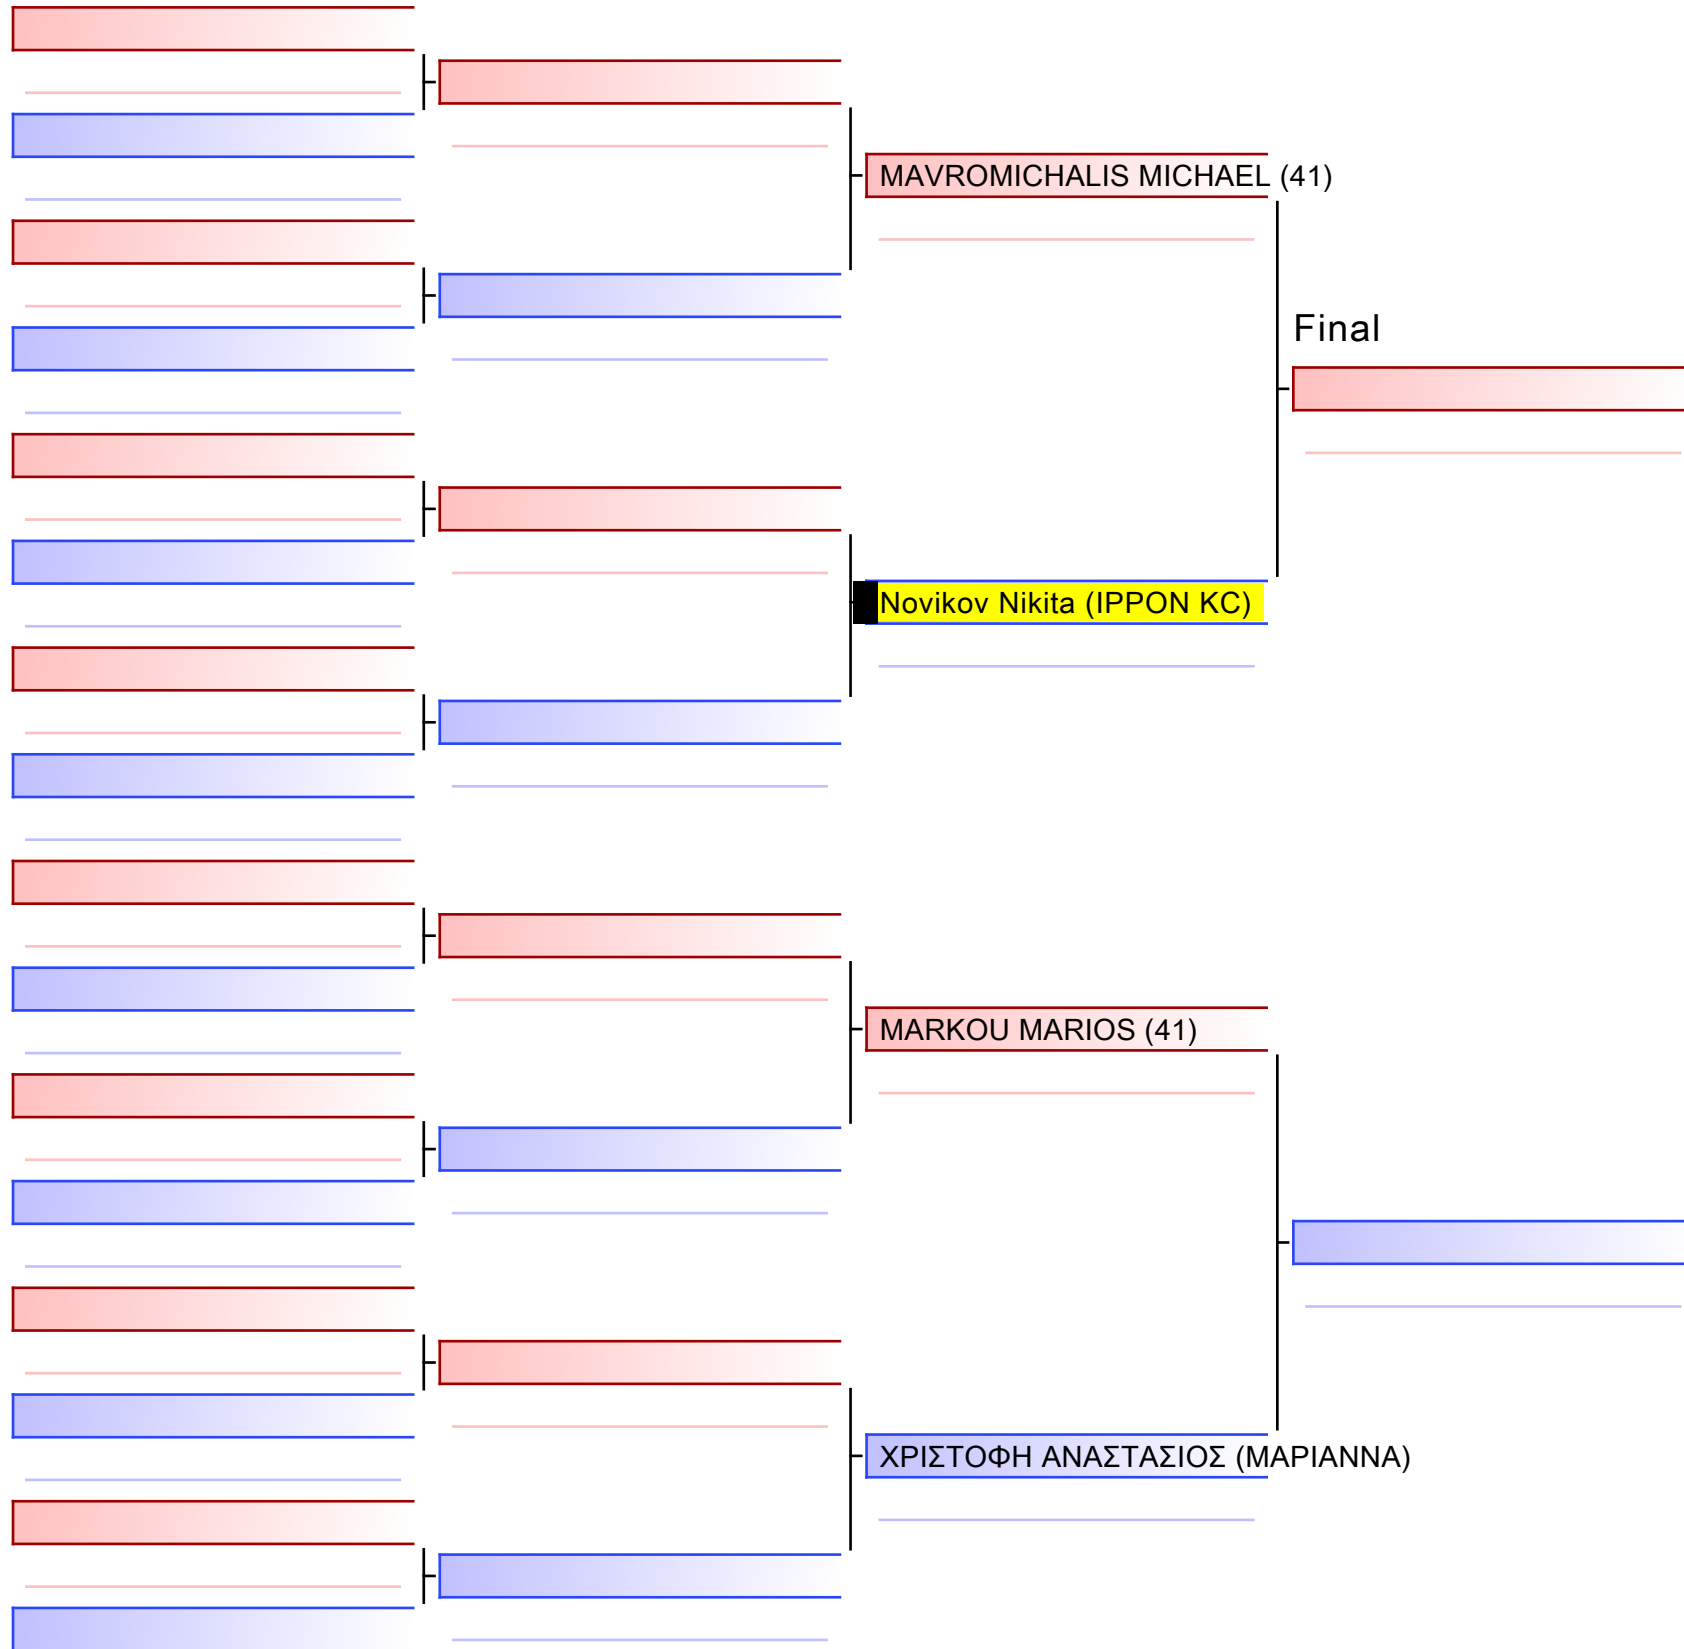 MAVROMICHALIS MICHAEL (41)
Final
Novikov Nikita (IPPON KC)
MARKOU MARIOS (41)
ΧΡΙΣΤΟΦΗ ΑΝΑΣΤΑΣΙΟΣ (ΜΑΡΙΑΝΝΑ)